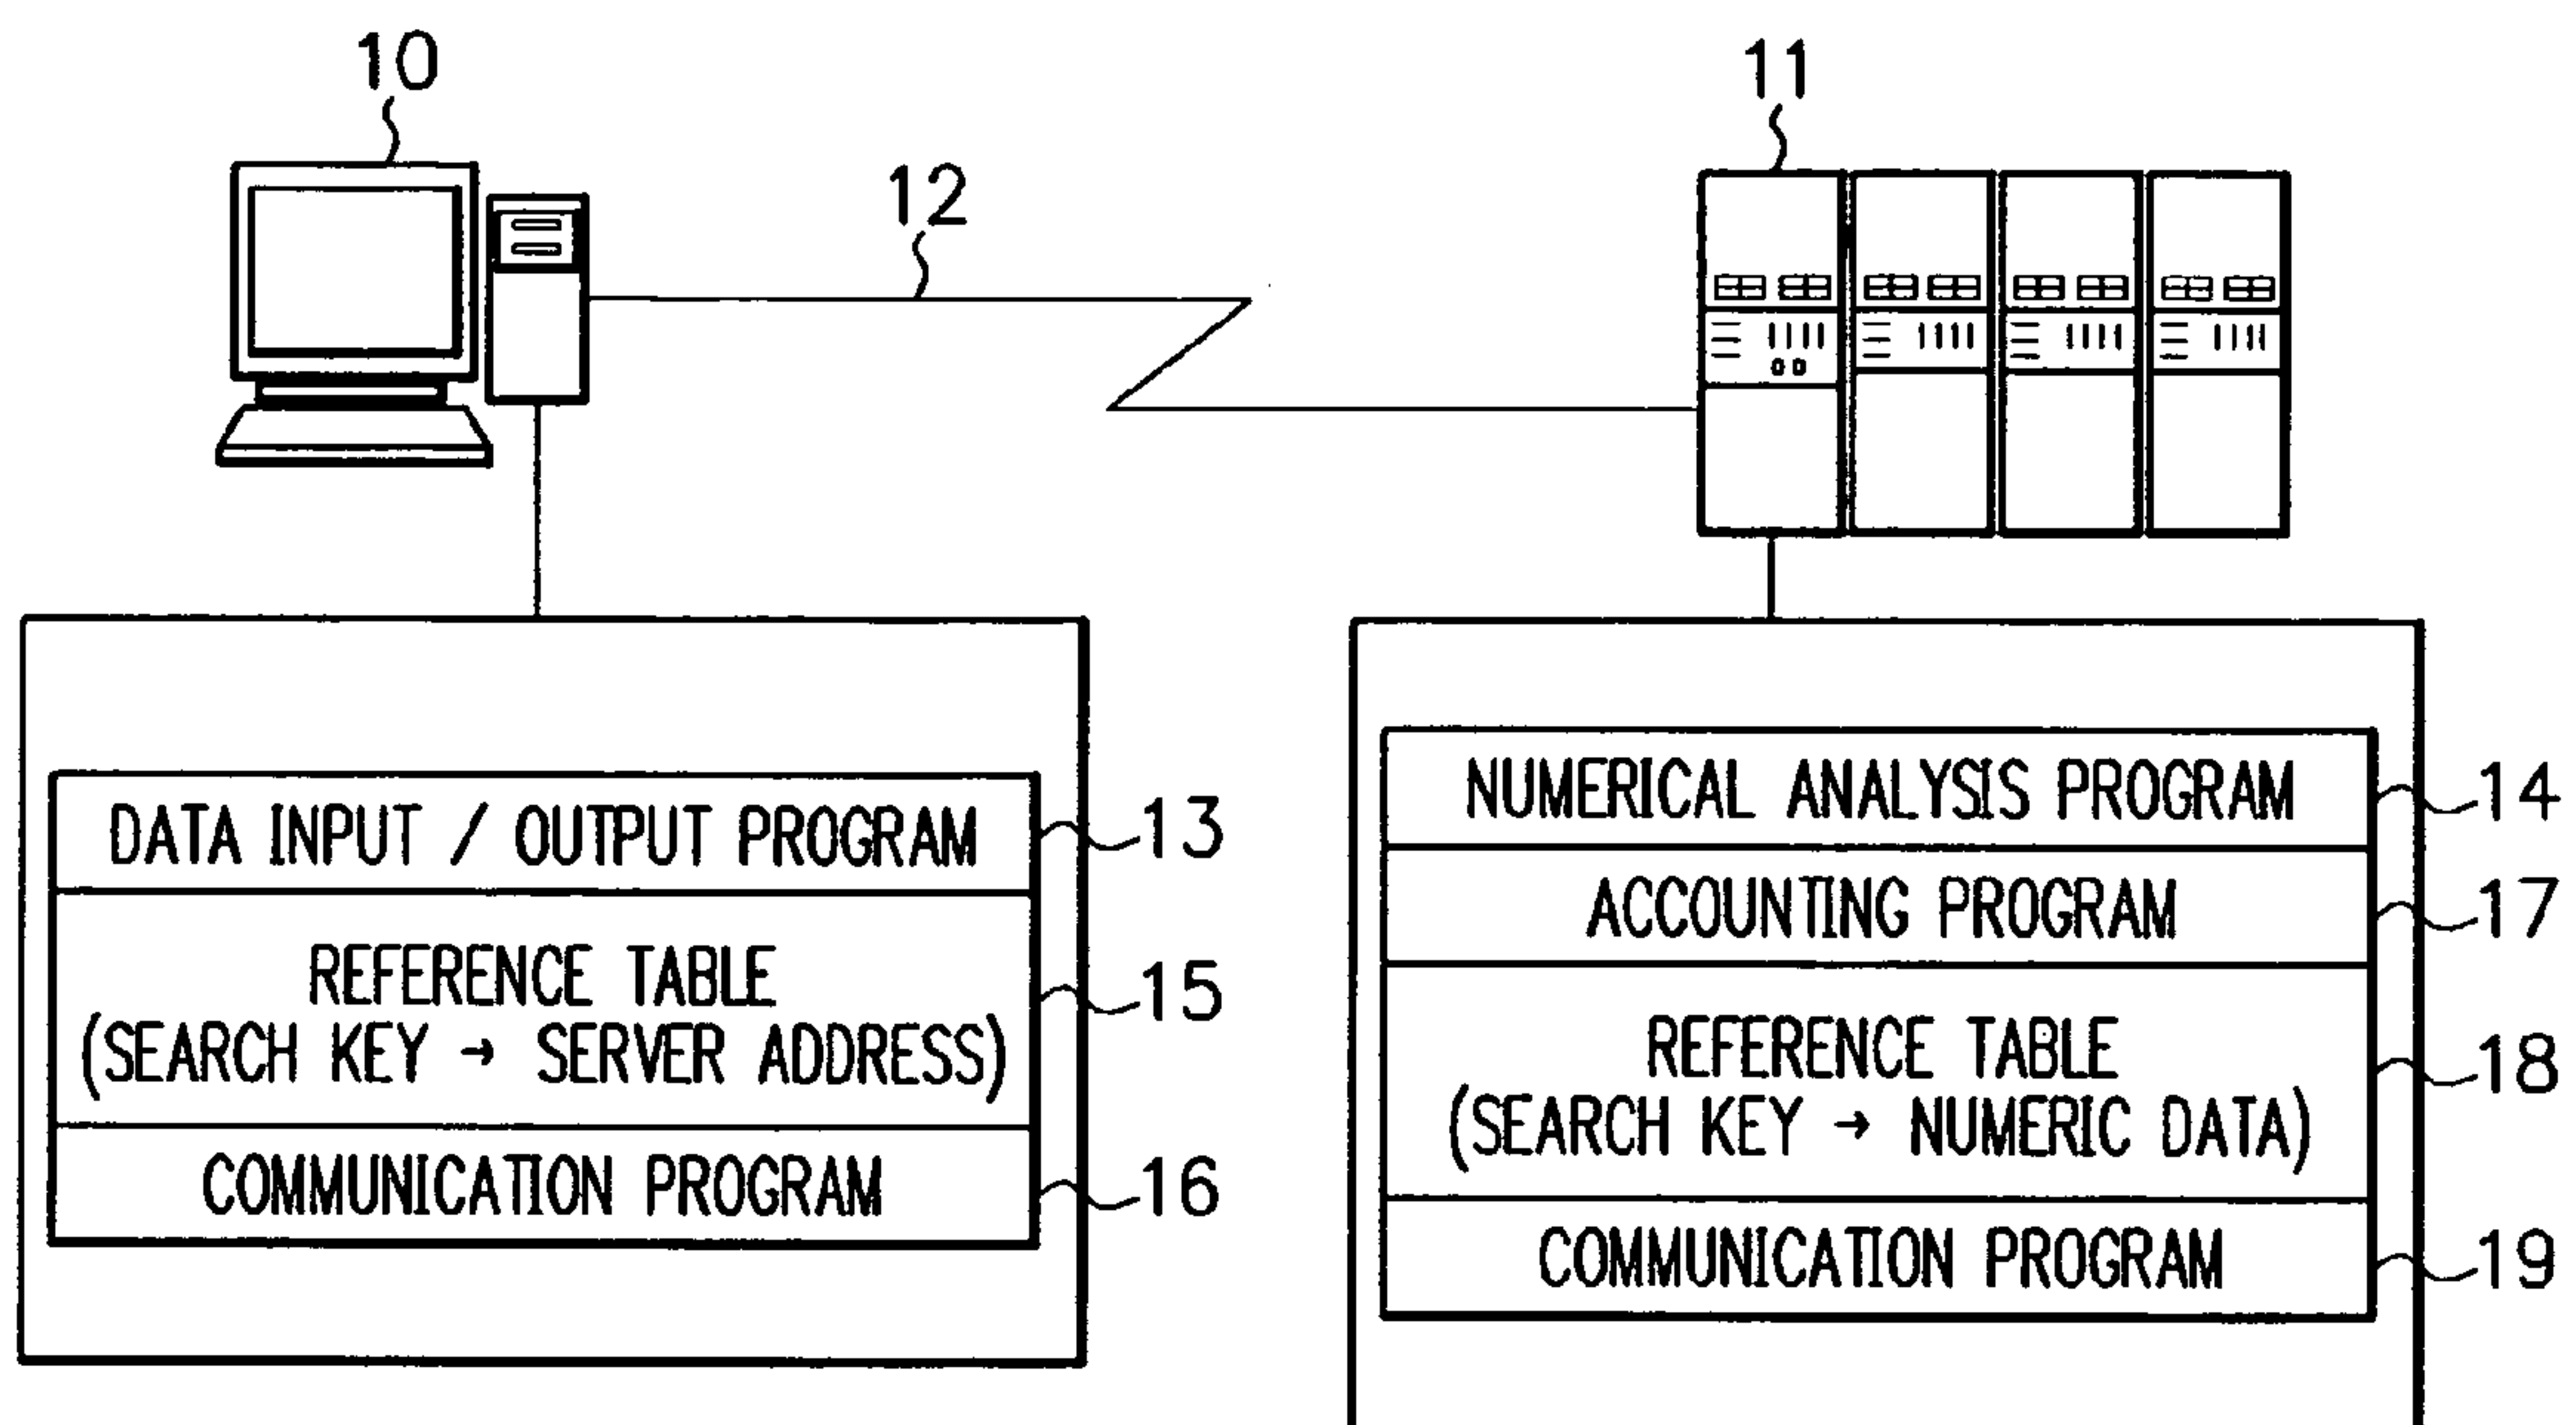 10
11
12
DATA INPUT / OUTPUT PROGRAM
13
REFERENCE TABLE
(SEARCH KEY → SERVER ADDRESS)
15
COMMUNICATION PROGRAM
16
NUMERICAL ANALYSIS PROGRAM
14
ACCOUNTING PROGRAM
17
REFERENCE TABLE
(SEARCH KEY → NUMERIC DATA)
18
COMMUNICATION PROGRAM
19